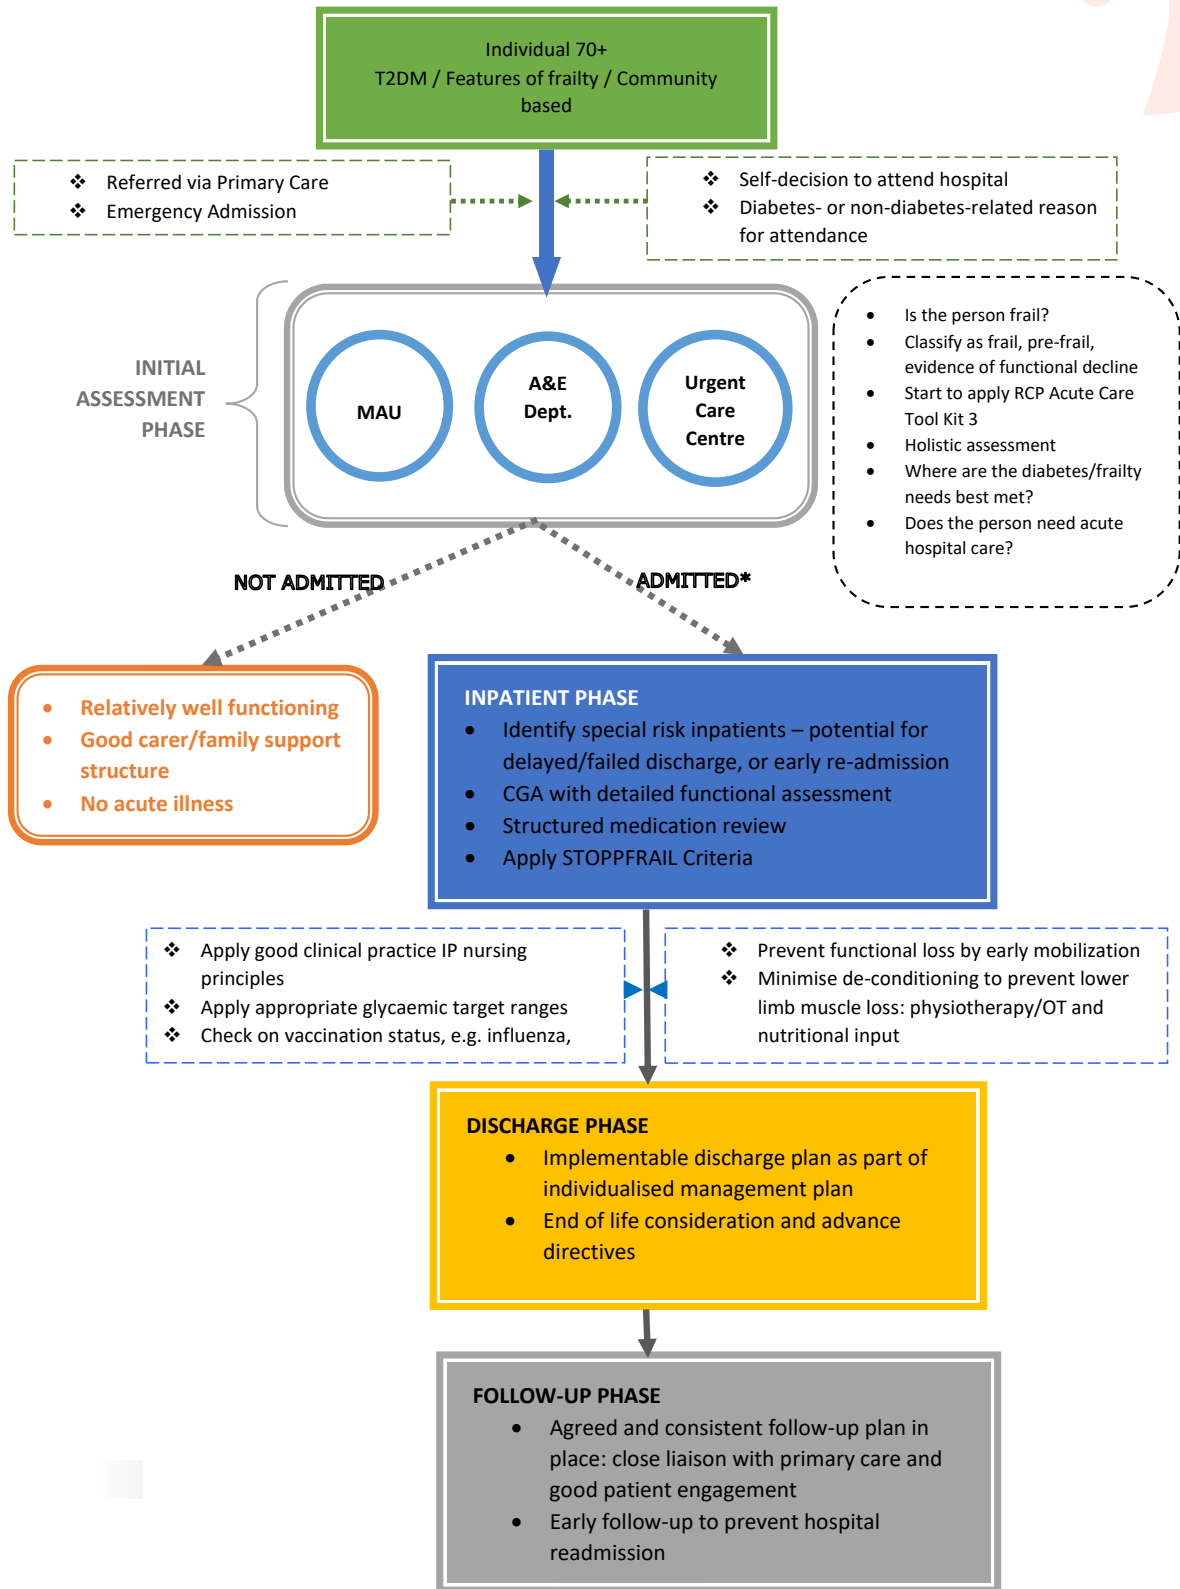 Individual 70+
T2DM / Features of frailty / Community
based
❖ Referred via Primary Care
❖ Emergency Admission
❖ Self-decision to attend hospital
❖ Diabetes- or non-diabetes-related reason
for attendance
INITIAL
ASSESSMENT
PHASE
MAU
A&E
Dept.
Urgent
Care
Centre
• Is the person frail?
• Classify as frail, pre-frail,
evidence of functional decline
• Start to apply RCP Acute Care
Tool Kit 3
• Holistic assessment
• Where are the diabetes/frailty
needs best met?
• Does the person need acute
hospital care?
NOT ADMITTED
ADMITTED*
• Relatively well functioning
• Good carer/family support
structure
• No acute illness
INPATIENT PHASE
• Identify special risk inpatients – potential for
delayed/failed discharge, or early re-admission
• CGA with detailed functional assessment
• Structured medication review
• Apply STOPPFRAIL Criteria
❖ Apply good clinical practice IP nursing
principles
❖ Apply appropriate glycaemic target ranges
❖ Check on vaccination status, e.g. influenza,
❖ Prevent functional loss by early mobilization
❖ Minimise de-conditioning to prevent lower
limb muscle loss: physiotherapy/OT and
nutritional input
DISCHARGE PHASE
• Implementable discharge plan as part of
individualised management plan
• End of life consideration and advance
directives
FOLLOW-UP PHASE
• Agreed and consistent follow-up plan in
place: close liaison with primary care and
good patient engagement
• Early follow-up to prevent hospital
readmission